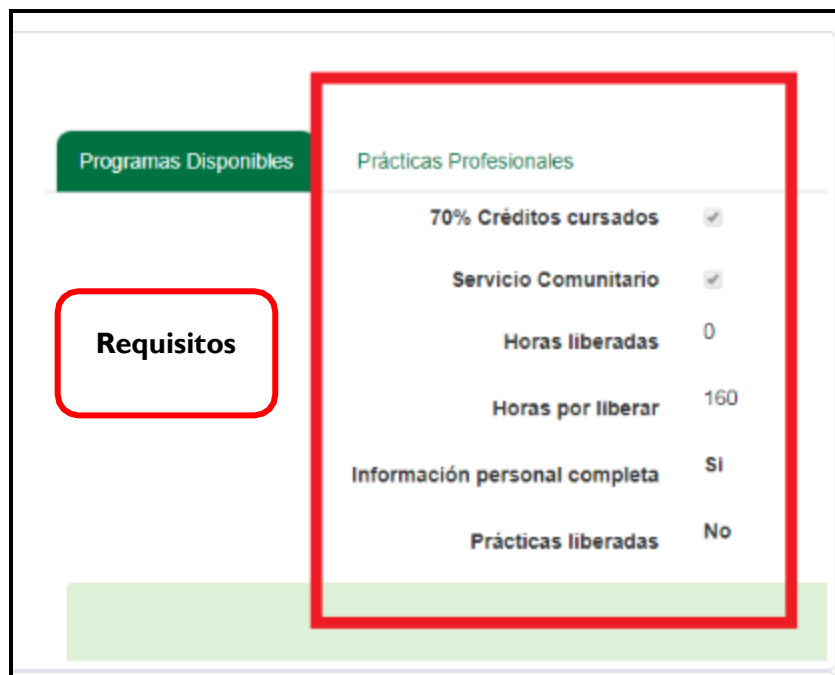 Programas Disponibles Prácticas Profesionales
70% Créditos cursados
Servicio Comunitario
Requisitos
Horas liberadas 0
Horas por liberar 160
Información personal completa Si
Prácticas liberadas No